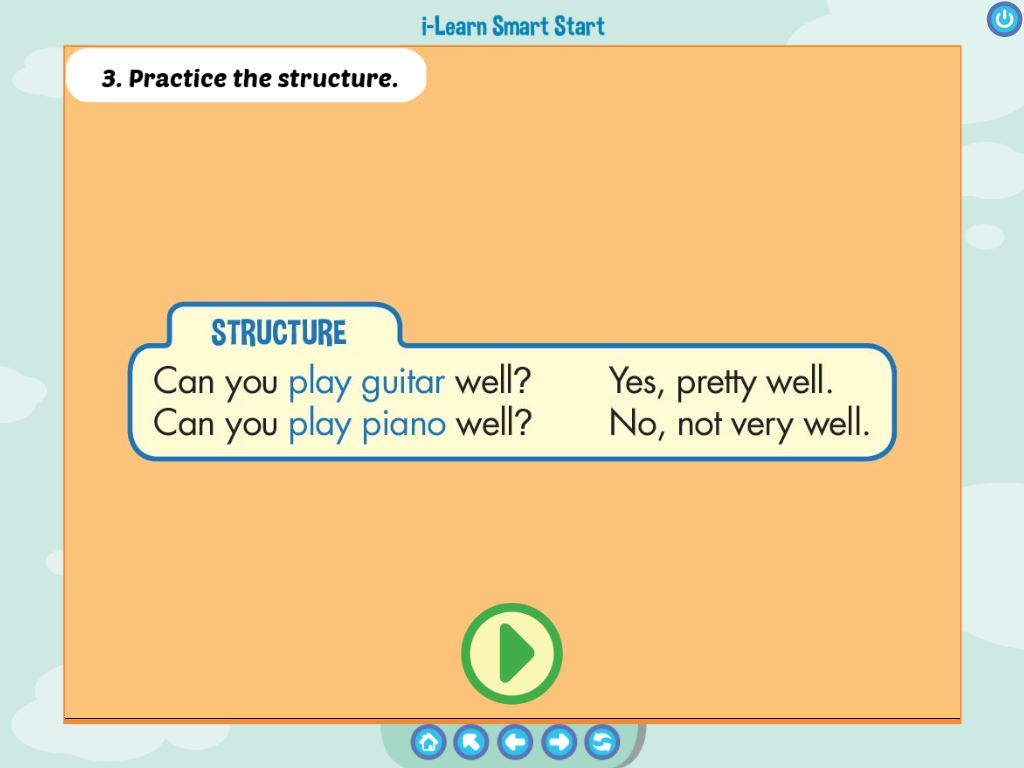 i-Learn Smart Start
3. Practice the structure.
STRUCTURE
Can you play guitar well? Yes, pretty well.
Can you play piano well? No, not very well.